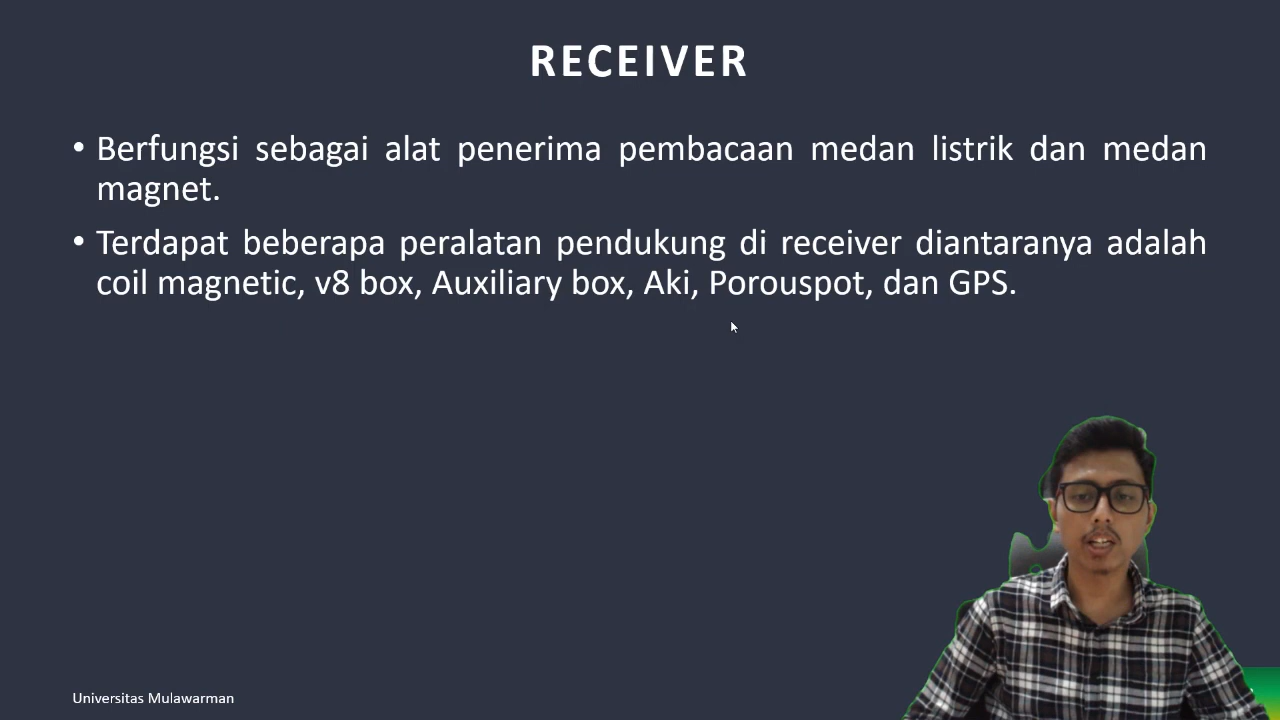 RECEIVER
• Berfungsi sebagai alat penerima pembacaan medan listrik dan medan
magnet.
• Terdapat beberapa peralatan pendukung di receiver diantaranya adalah
coil magnetic, v8 box, Auxiliary box, Aki, Porouspot, dan GPS.
Universitas Mulawarman